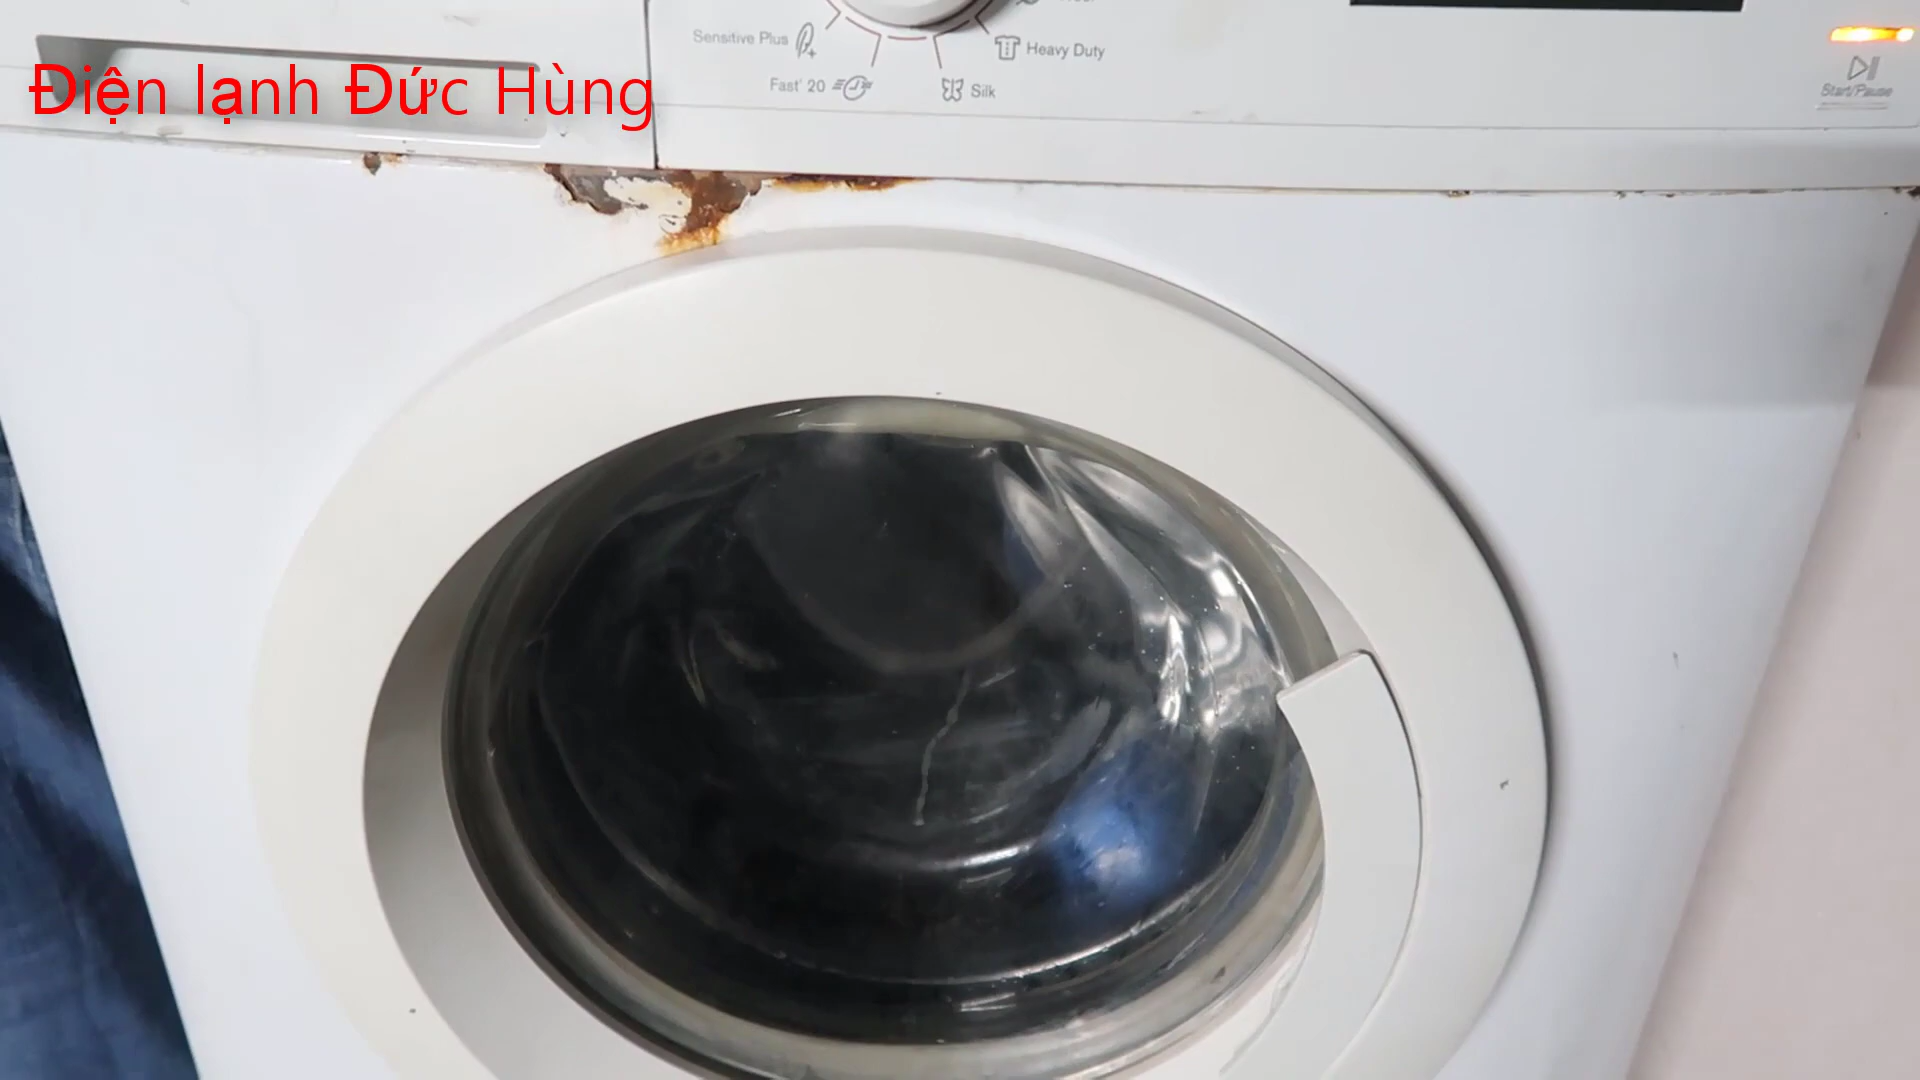 Sensitive Plus
Heavy Duty
Fast' 20
Silk
Start/Pause
Điện lạnh Đức Hùng